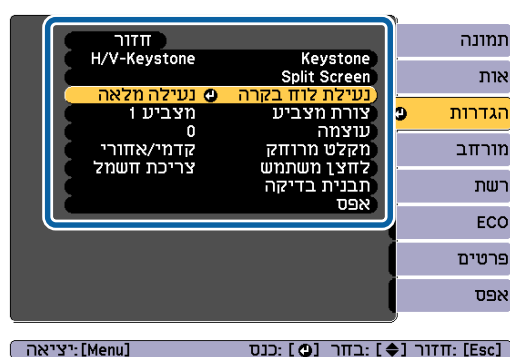 תמונה
אות
הגדרות
מורחב
רשת
ECO
פרטים
אפס
חזור
Keystone H/V-Keystone
Split Screen
נעילת לוח בקרה נעילה מלאה
צורת מצביע מצביע 1
עוצמה 0
מקלט מרוחק קדמי/אחורי
לחצן משתמש צריכת חשמל
תבנית בדיקה
אפס
[Esc] :חזור [ ] :בחר [ ] :כנס [Menu] :יציאה